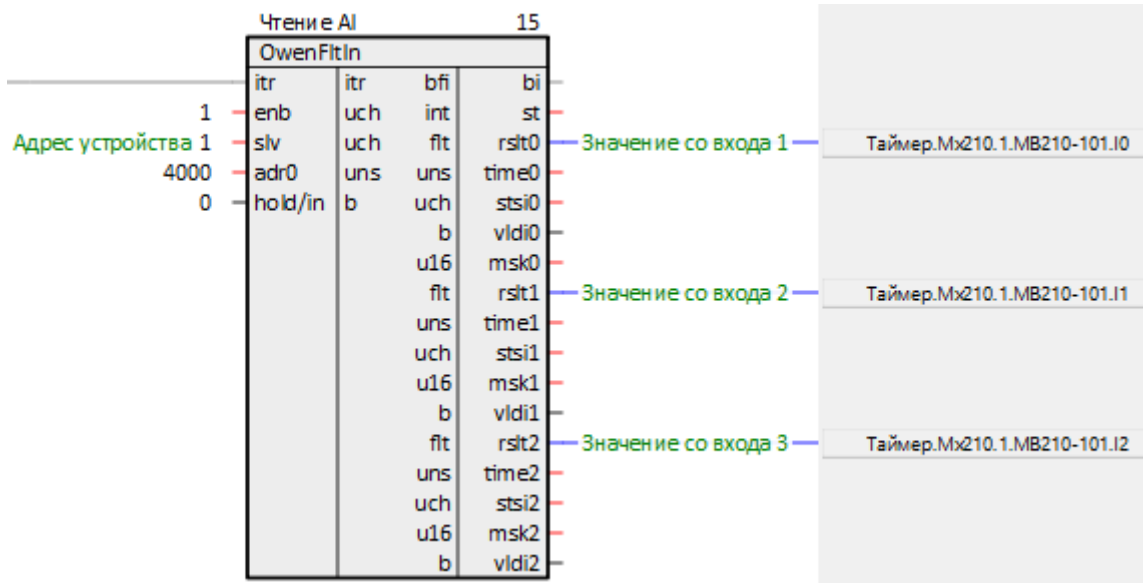 Чтение AI 15
OwenFltIn
itr itr bfi bi
1 enb uch int st
Адрес устройства 1 slv uch flt rslt0 Значение со входа 1 Таймер.Mx210.1.MB210-101.I0
4000 adr0 uns uns time0
0 hold/in b uch stsi0
b vldi0
u16 msk0
flt rslt1 Значение со входа 2 Таймер.Mx210.1.MB210-101.I1
uns time1
uch stsi1
u16 msk1
b vldi1
flt rslt2 Значение со входа 3 Таймер.Mx210.1.MB210-101.I2
uns time2
uch stsi2
u16 msk2
b vldi2